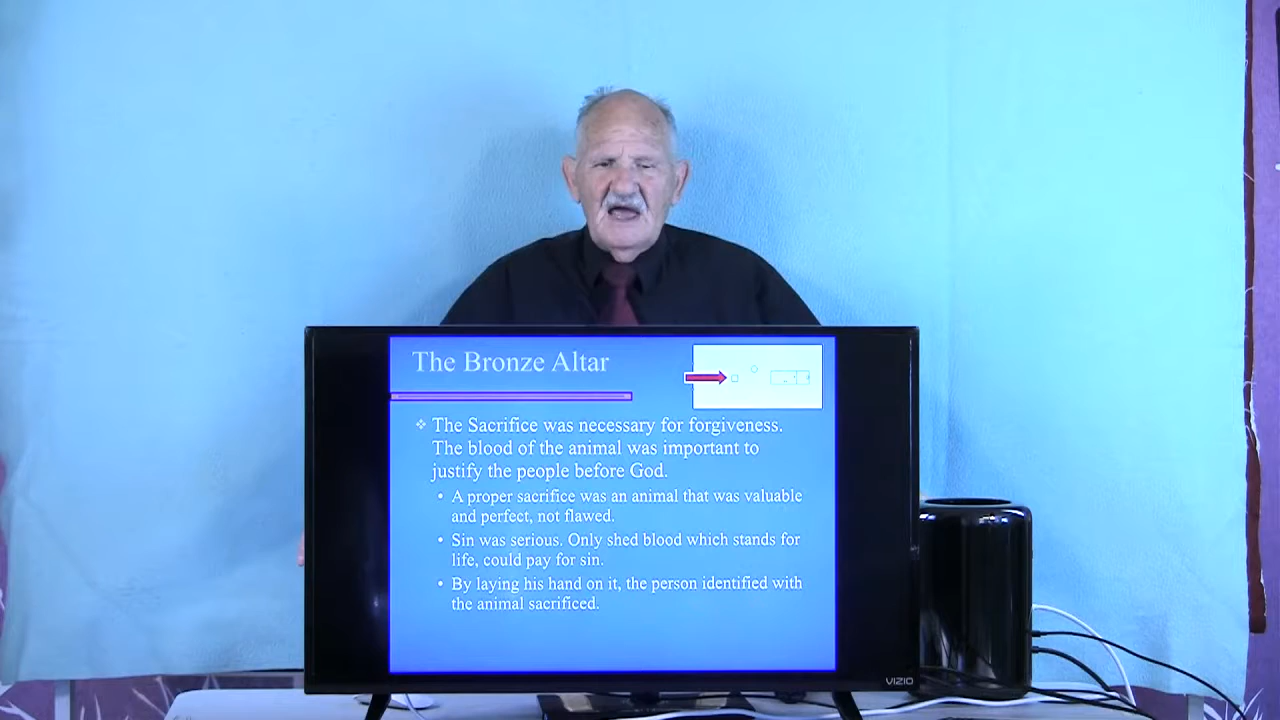 The Bronze Altar
❖ The Sacrifice was necessary for forgiveness.
The blood of the animal was important to
justify the people before God.
• A proper sacrifice was an animal that was valuable
and perfect, not flawed.
• Sin was serious. Only shed blood which stands for
life, could pay for sin.
• By laying his hand on it, the person identified with
the animal sacrificed.
VIZIO